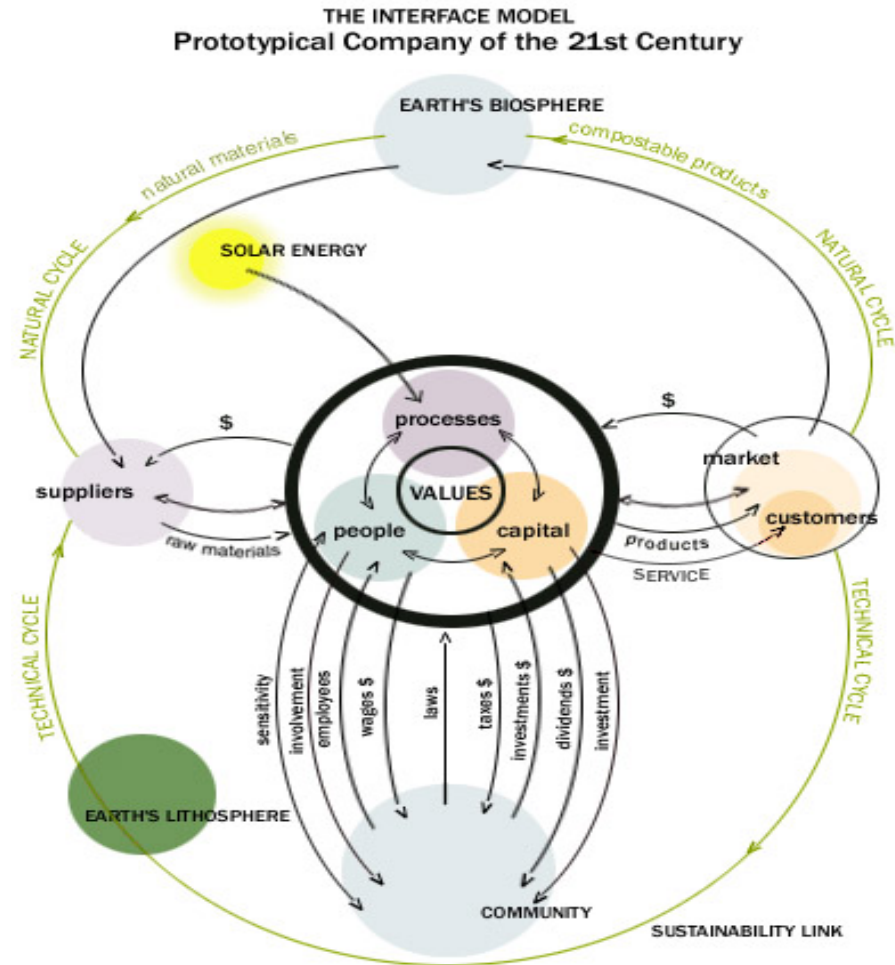 THE INTERFACE MODEL
Prototypical Company of the 21st Century
EARTH'S BIOSPHERE
natural materials
compostable products
SOLAR ENERGY
NATURAL CYCLE
NATURAL CYCLE
$
$
processes
market
suppliers
VALUES
customers
people
capital
raw materials
products
SERVICE
TECHNICAL CYCLE
TECHNICAL CYCLE
sensitivity
involvement
employees
wages $
laws
taxes $
investments $
dividends $
investment
EARTH'S LITHOSPHERE
COMMUNITY
SUSTAINABILITY LINK